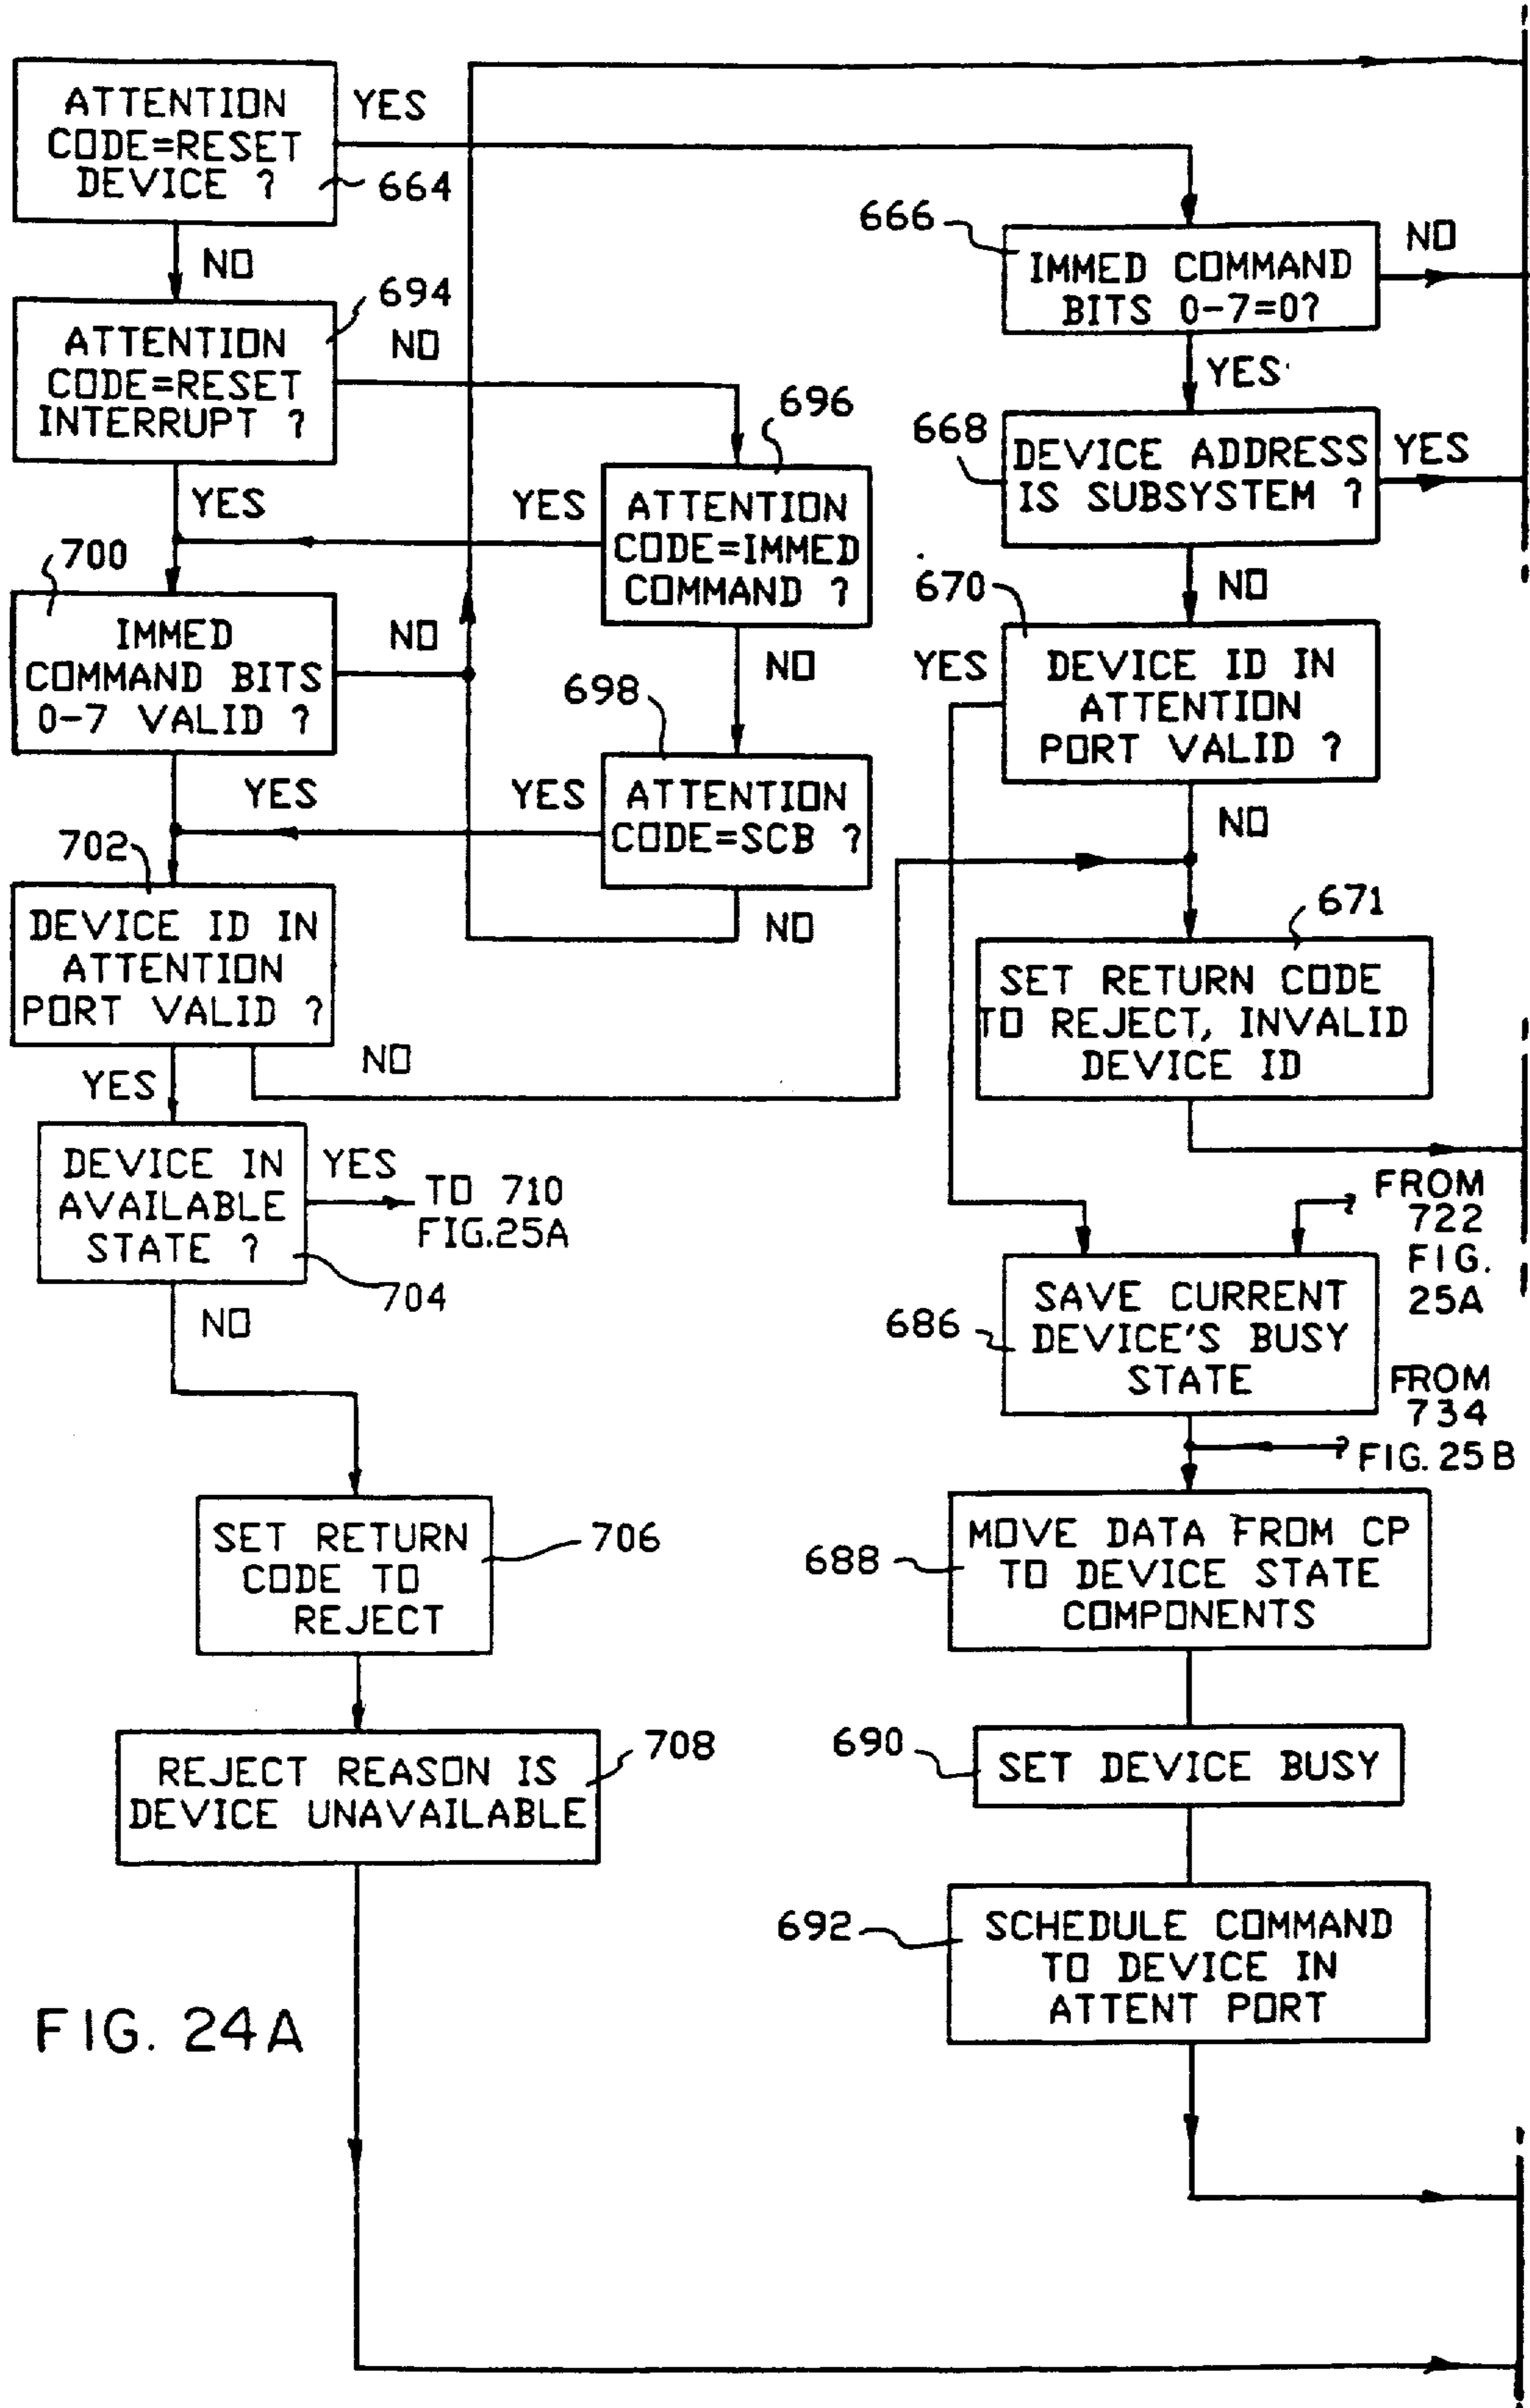 ATTENTION
CODE=RESET
DEVICE ?
664
YES
NO
694
ATTENTION
CODE=RESET
INTERRUPT ?
NO
YES
696
ATTENTION
CODE=IMMED
COMMAND ?
YES
NO
700
IMMED
COMMAND BITS
0-7 VALID ?
NO
YES
698
ATTENTION
CODE=SCB ?
YES
NO
702
DEVICE ID IN
ATTENTION
PORT VALID ?
NO
YES
DEVICE IN
AVAILABLE
STATE ?
704
YES
TO 710
FIG.25A
NO
SET RETURN
CODE TO
REJECT
706
REJECT REASON IS
DEVICE UNAVAILABLE
708
666
IMMED COMMAND
BITS 0-7=0?
NO
YES
668
DEVICE ADDRESS
IS SUBSYSTEM ?
YES
NO
670
YES
DEVICE ID IN
ATTENTION
PORT VALID ?
NO
671
SET RETURN CODE
TO REJECT, INVALID
DEVICE ID
FROM
722
FIG.
25A
686
SAVE CURRENT
DEVICE'S BUSY
STATE
FROM
734
FIG. 25B
688
MOVE DATA FROM CP
TO DEVICE STATE
COMPONENTS
690
SET DEVICE BUSY
692
SCHEDULE COMMAND
TO DEVICE IN
ATTENT PORT
FIG. 24A